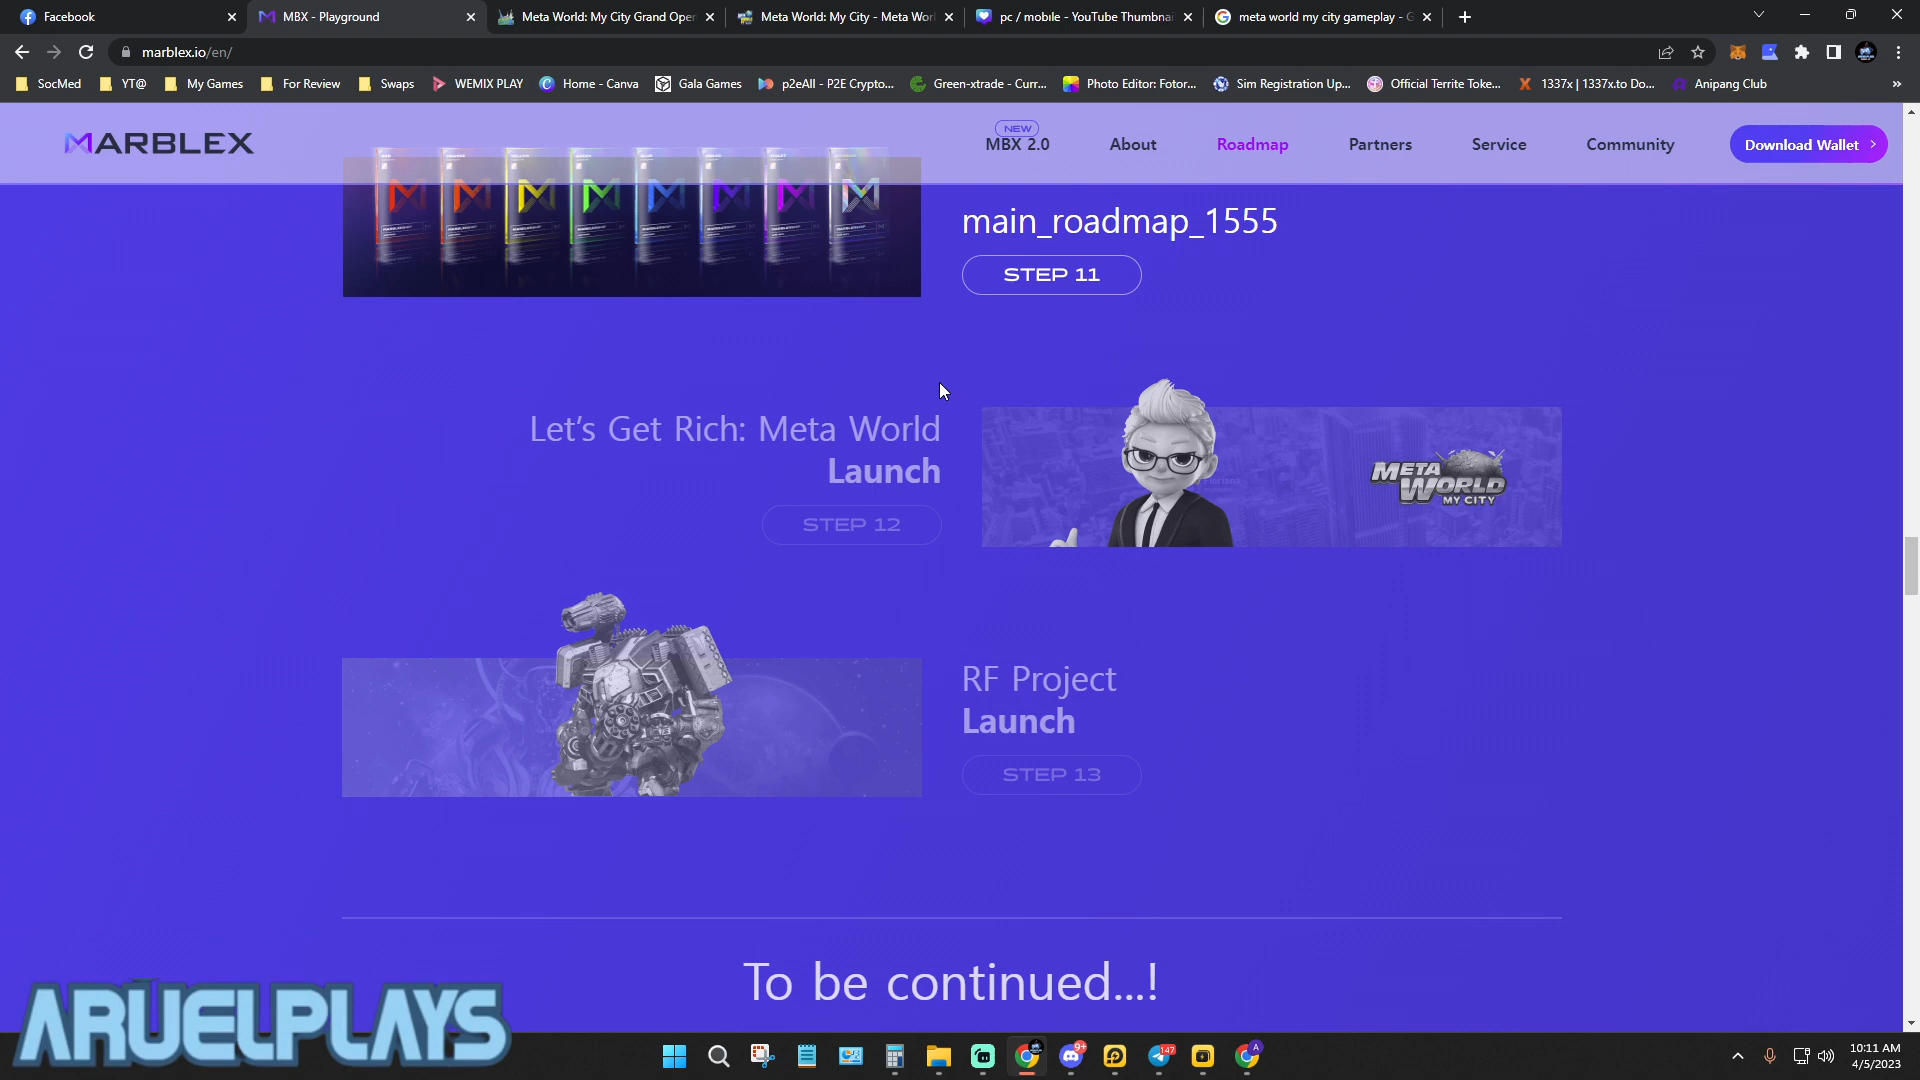 Facebook
MBX - Playground
Meta World: My City Grand Oper
Meta World: My City - Meta Worl
pc / mobile - YouTube Thumbnai
meta world my city gameplay - G
marblex.io/en/
SocMed
YT@
My Games
For Review
Swaps
WEMIX PLAY
Home - Canva
Gala Games
p2eAll - P2E Crypto...
Green-xtrade - Curr...
Photo Editor: Fotor...
Sim Registration Up...
Official Territe Toke...
1337x | 1337x.to Do...
Anipang Club
MARBLEX
NEW
MBX 2.0
About
Roadmap
Partners
Service
Community
Download Wallet
main_roadmap_1555
STEP 11
Let's Get Rich: Meta World
Launch
STEP 12
META
WORLD
MY CITY
RF Project
Launch
STEP 13
To be continued...!
ARUELPLAYS
9+
147
A
10:11 AM
4/5/2023